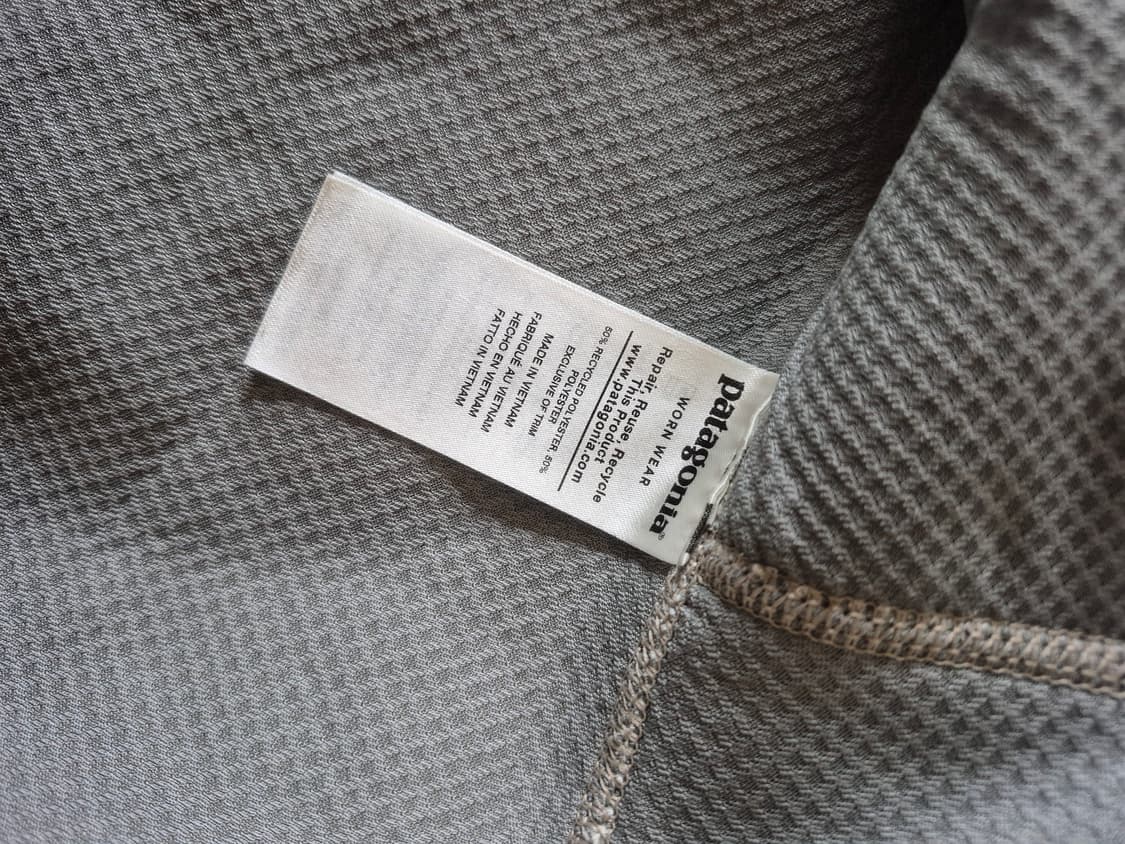 patagonia®
WORN WEAR
Repair, Reuse, Recycle
This Product
www.patagonia.com
50% RECYCLED POLYESTER, 50%
POLYESTER
EXCLUSIVE OF TRIM
MADE IN VIETNAM
FABRIQUÉ AU VIETNAM
HECHO EN VIETNAM
FATTO IN VIETNAM